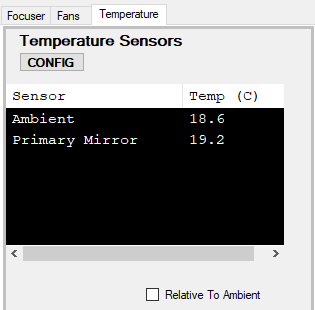 Focuser Fans Temperature
Temperature Sensors
CONFIG
Sensor Temp (C)
Ambient 18.6
Primary Mirror 19.2
Relative To Ambient